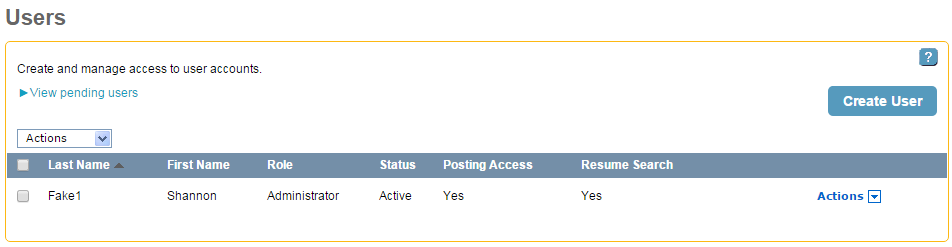 Users
?
Create and manage access to user accounts.
►View pending users
Create User
Actions
Last Name First Name Role Status Posting Access Resume Search
Fake1 Shannon Administrator Active Yes Yes Actions